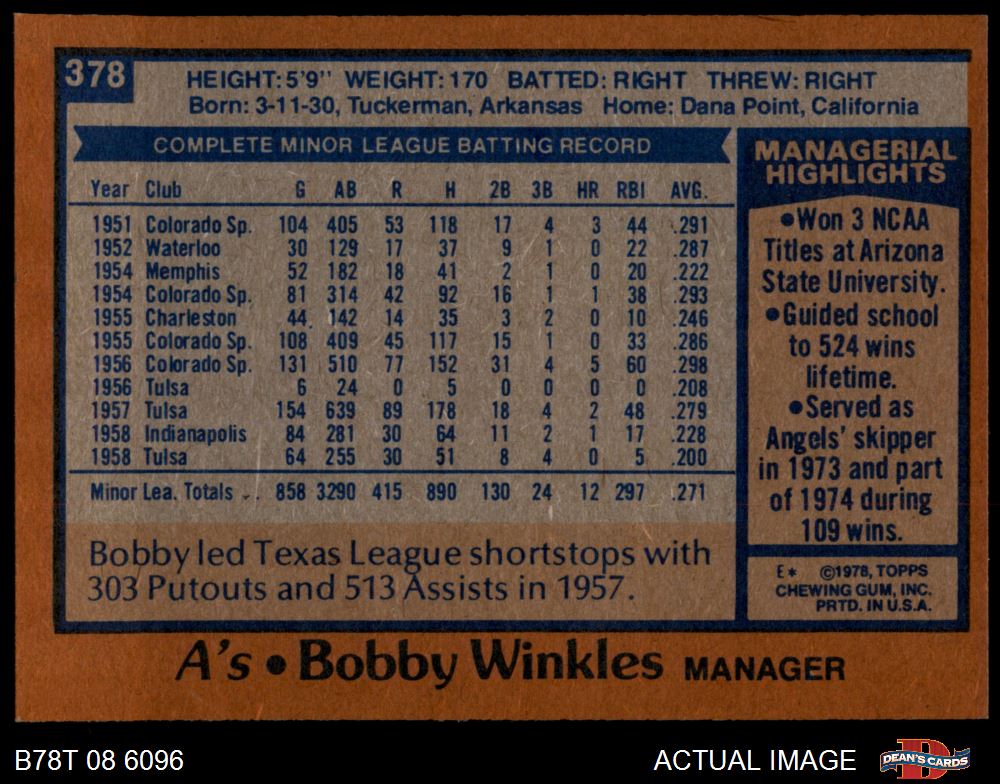 378
HEIGHT: 5'9" WEIGHT: 170 BATTED: RIGHT THREW: RIGHT
Born: 3-11-30, Tuckerman, Arkansas Home: Dana Point, California
COMPLETE MINOR LEAGUE BATTING RECORD
Year Club G AB R H 2B 3B HR RBI AVG.
1951 Colorado Sp. 104 405 53 118 17 4 3 44 .291
1952 Waterloo 30 129 17 37 9 1 0 22 .287
1954 Memphis 52 182 18 41 2 1 0 20 .222
1954 Colorado Sp. 81 314 42 92 16 1 1 38 .293
1955 Charleston 44 142 14 35 3 2 0 10 .246
1955 Colorado Sp. 108 409 45 117 15 1 0 33 .286
1956 Colorado Sp. 131 510 77 152 31 4 5 60 .298
1956 Tulsa 6 24 0 5 0 0 0 0 .208
1957 Tulsa 154 639 89 178 18 4 2 48 .279
1958 Indianapolis 84 281 30 64 11 2 1 17 .228
1958 Tulsa 64 255 30 51 8 4 0 5 .200
Minor Lea. Totals .. 858 3290 415 890 130 24 12 297 .271
MANAGERIAL
HIGHLIGHTS
•Won 3 NCAA
Titles at Arizona
State University.
•Guided school
to 524 wins
lifetime.
•Served as
Angels' skipper
in 1973 and part
of 1974 during
109 wins.
Bobby led Texas League shortstops with
303 Putouts and 513 Assists in 1957.
E* ©1978, TOPPS
CHEWING GUM, INC.
PRTD. IN U.S.A.
A's • Bobby Winkles MANAGER
B78T 08 6096 ACTUAL IMAGE DEAN'S CARDS